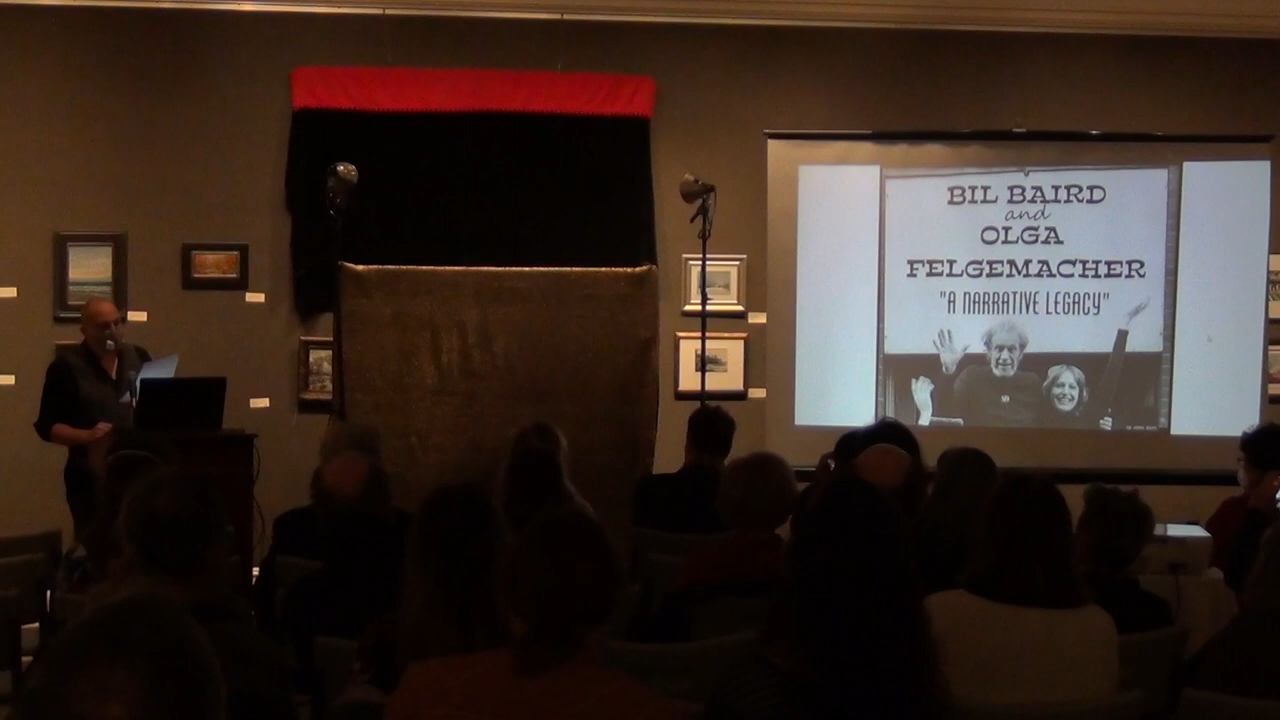 BIL BAIRD
and
OLGA
FELGEMACHER
"A NARRATIVE LEGACY"